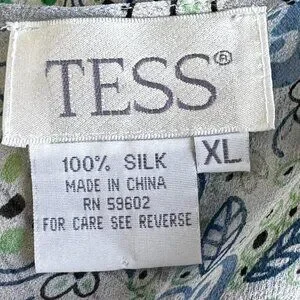 TESS®
XL
100% SILK
MADE IN CHINA
RN 59602
FOR CARE SEE REVERSE